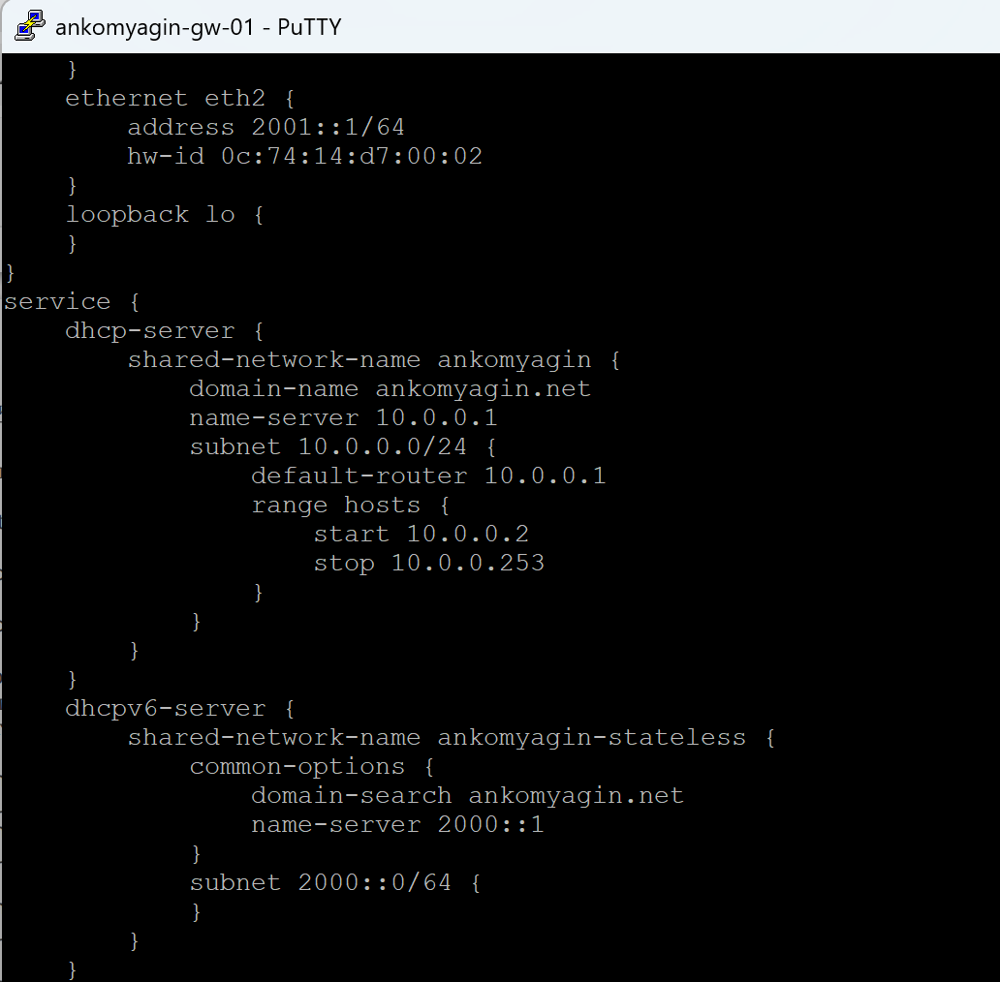 ankomyagin-gw-01 - PuTTY
    }
    ethernet eth2 {
        address 2001::1/64
        hw-id 0c:74:14:d7:00:02
    }
    loopback lo {
    }
}
service {
    dhcp-server {
        shared-network-name ankomyagin {
            domain-name ankomyagin.net
            name-server 10.0.0.1
            subnet 10.0.0.0/24 {
                default-router 10.0.0.1
                range hosts {
                    start 10.0.0.2
                    stop 10.0.0.253
                }
            }
        }
    }
    dhcpv6-server {
        shared-network-name ankomyagin-stateless {
            common-options {
                domain-search ankomyagin.net
                name-server 2000::1
            }
            subnet 2000::0/64 {
            }
        }
    }